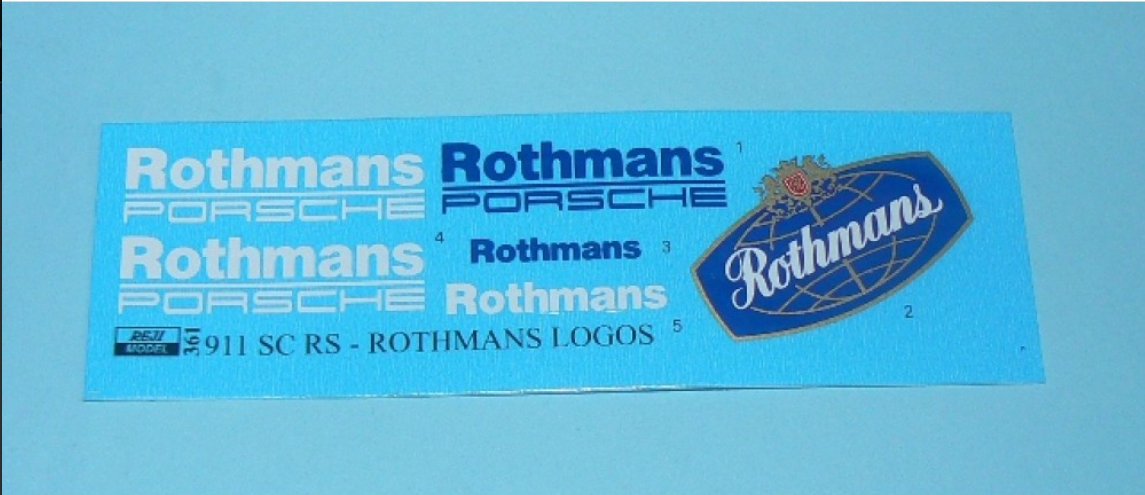 Rothmans
PORSCHE
Rothmans
PORSCHE
1
Rothmans
PORSCHE
4
Rothmans
3
Rothmans
5
Rothmans
2
REJI
MODEL
361
911 SC RS - ROTHMANS LOGOS